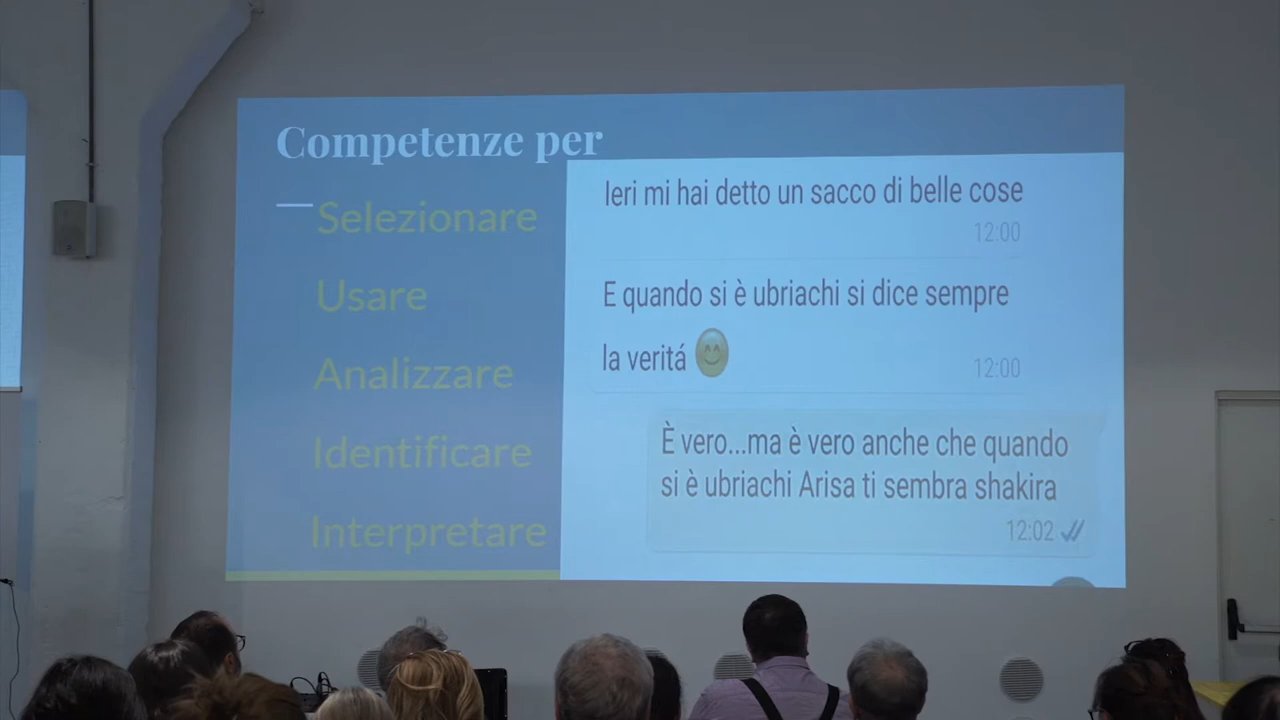 Competenze per
Selezionare
Usare
Analizzare
Identificare
Interpretare
Ieri mi hai detto un sacco di belle cose
12:00
E quando si è ubriachi si dice sempre
la veritá 😊
12:00
È vero...ma è vero anche che quando
si è ubriachi Arisa ti sembra shakira
12:02